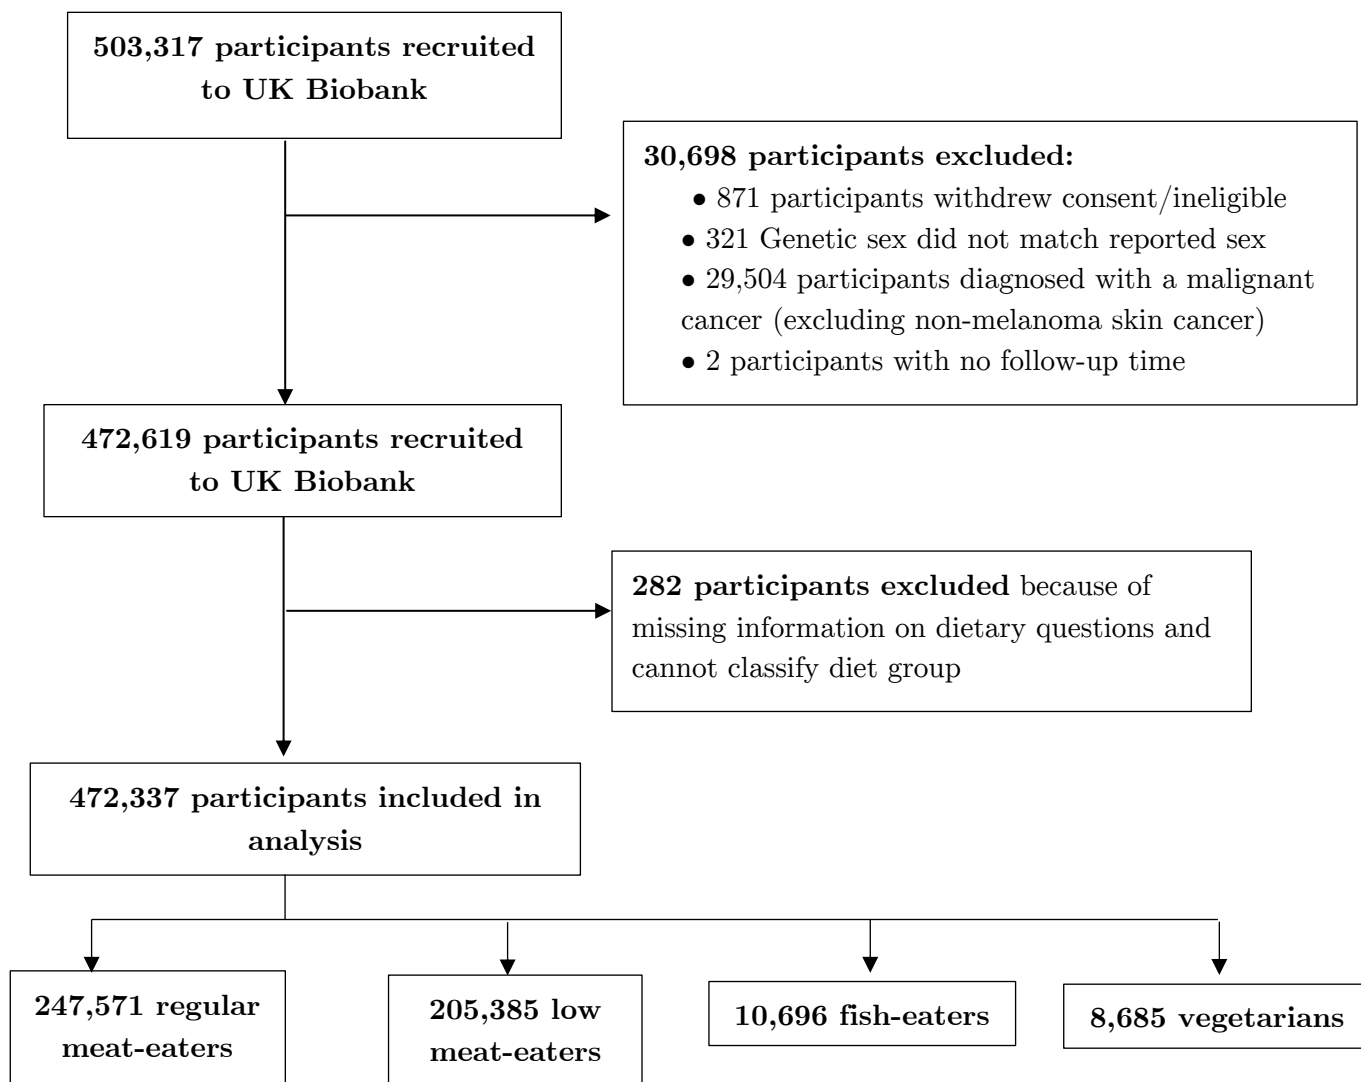 503,317 participants recruited
to UK Biobank
30,698 participants excluded:
• 871 participants withdrew consent/ineligible
• 321 Genetic sex did not match reported sex
• 29,504 participants diagnosed with a malignant
cancer (excluding non-melanoma skin cancer)
• 2 participants with no follow-up time
472,619 participants recruited
to UK Biobank
282 participants excluded because of
missing information on dietary questions and
cannot classify diet group
472,337 participants included in
analysis
247,571 regular
meat-eaters
205,385 low
meat-eaters
10,696 fish-eaters
8,685 vegetarians